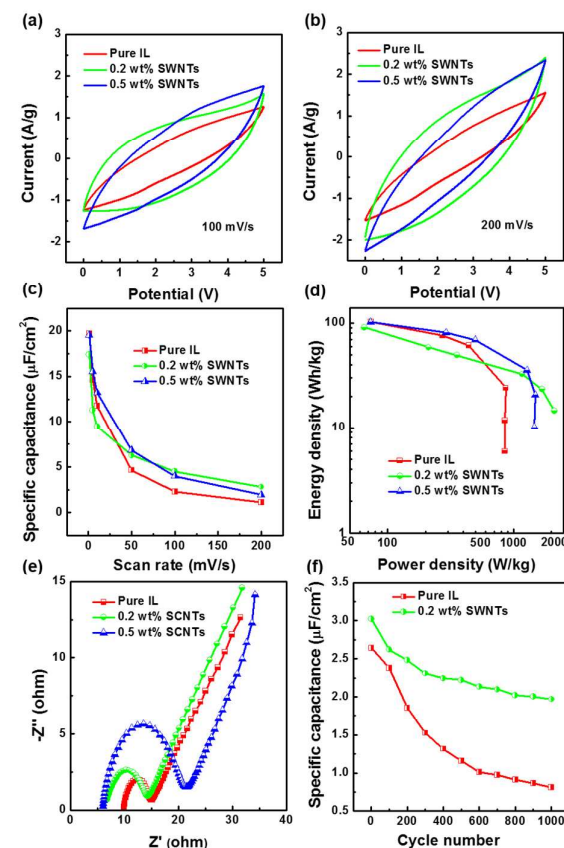 (a)
3
2
1
0
-1
-2
Current (A/g)
Pure IL
0.2 wt% SWNTs
0.5 wt% SWNTs
100 mV/s
0 1 2 3 4 5
Potential (V)
(b)
3
2
1
0
-1
-2
Current (A/g)
Pure IL
0.2 wt% SWNTs
0.5 wt% SWNTs
200 mV/s
0 1 2 3 4 5
Potential (V)
(c)
20
15
10
5
0
Specific capacitance (μF/cm²)
Pure IL
0.2 wt% SWNTs
0.5 wt% SWNTs
0 50 100 150 200
Scan rate (mV/s)
(d)
100
10
1
Energy density (Wh/kg)
Pure IL
0.2 wt% SWNTs
0.5 wt% SWNTs
50 500 5000
Power density (W/kg)
(e)
15
10
5
0
-Z'' (ohm)
Pure IL
0.2 wt% SCNTs
0.5 wt% SCNTs
0 10 20 30 40
Z' (ohm)
(f)
3.5
3.0
2.5
2.0
1.5
1.0
0.5
Specific capacitance (μF/cm²)
Pure IL
0.2 wt% SWNTs
0 200 400 600 800 1000
Cycle number